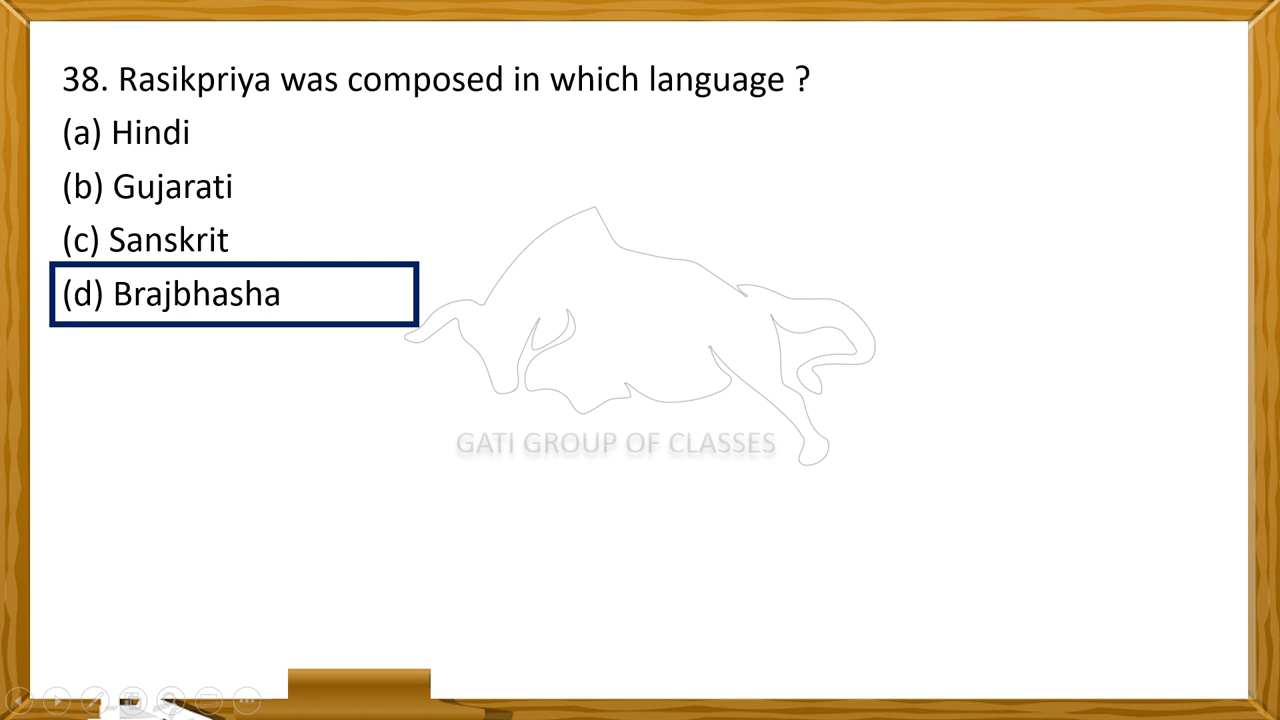 38. Rasikpriya was composed in which language ?
(a) Hindi
(b) Gujarati
(c) Sanskrit
(d) Brajbhasha
GATI GROUP OF CLASSES